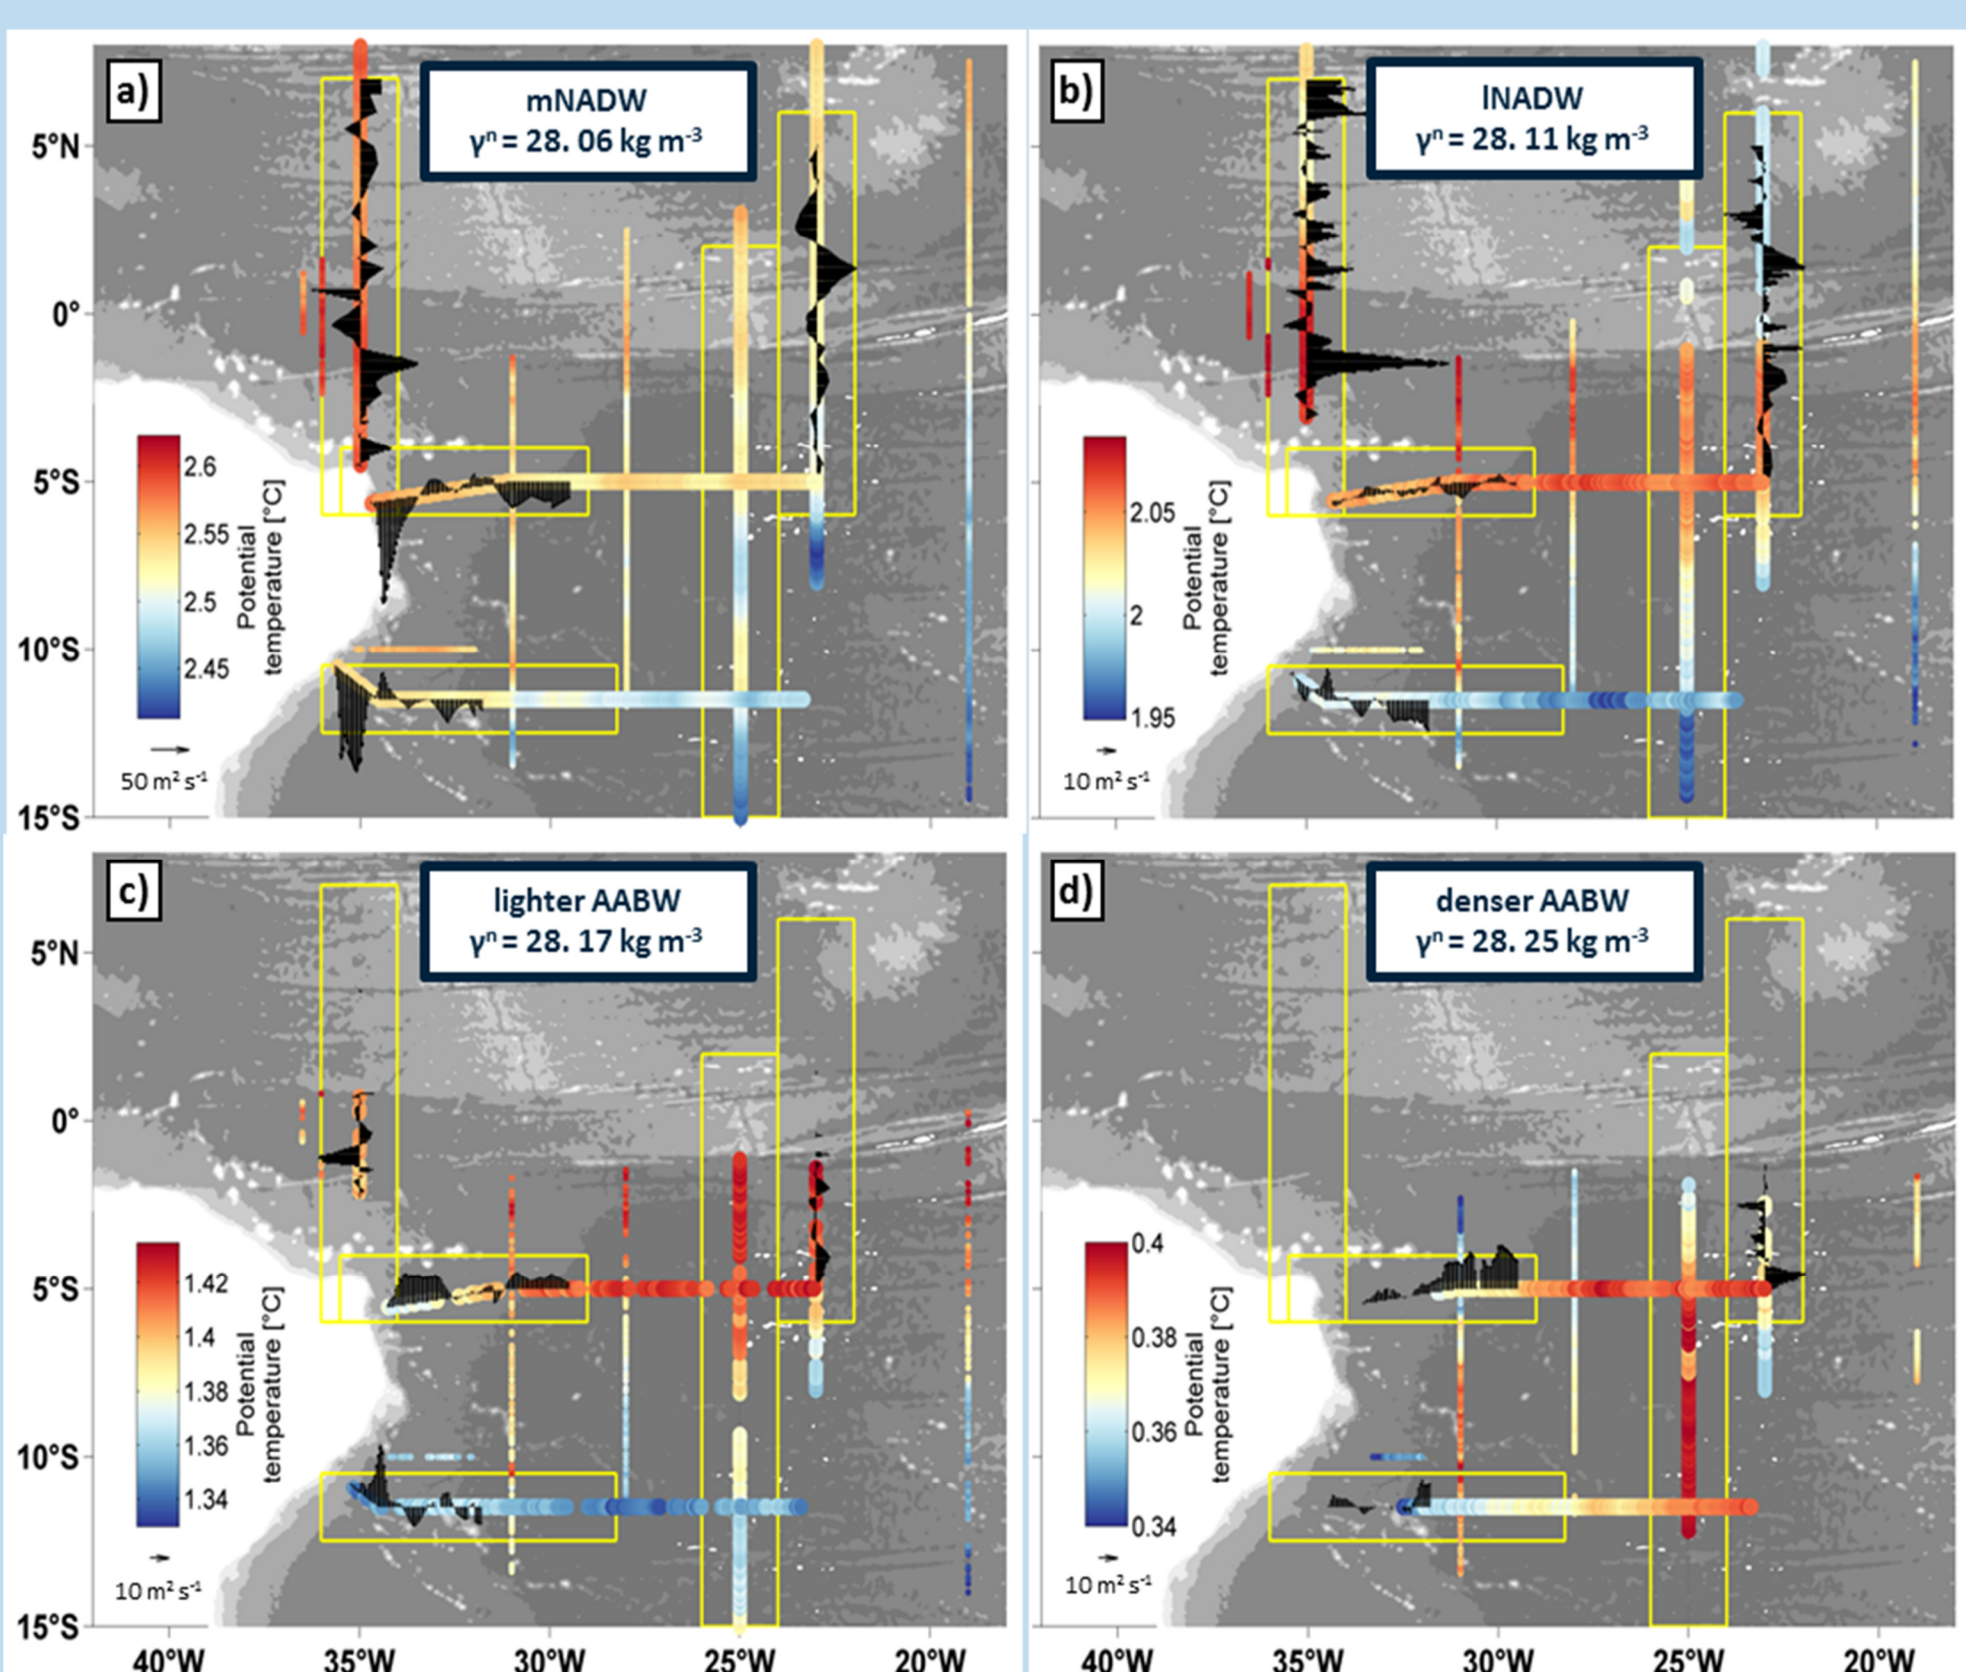 a)
mNADW
γⁿ = 28. 06 kg m⁻³
5°N
0°
5°S
10°S
15°S
2.6
2.55
2.5
2.45
Potential
temperature [°C]
50 m² s⁻¹
b)
lNADW
γⁿ = 28. 11 kg m⁻³
2.05
2
1.95
Potential
temperature [°C]
10 m² s⁻¹
c)
lighter AABW
γⁿ = 28. 17 kg m⁻³
5°N
0°
5°S
10°S
15°S
1.42
1.4
1.38
1.36
1.34
Potential
temperature [°C]
10 m² s⁻¹
40°W
35°W
30°W
25°W
20°W
d)
denser AABW
γⁿ = 28. 25 kg m⁻³
0.4
0.38
0.36
0.34
Potential
temperature [°C]
10 m² s⁻¹
40°W
35°W
30°W
25°W
20°W